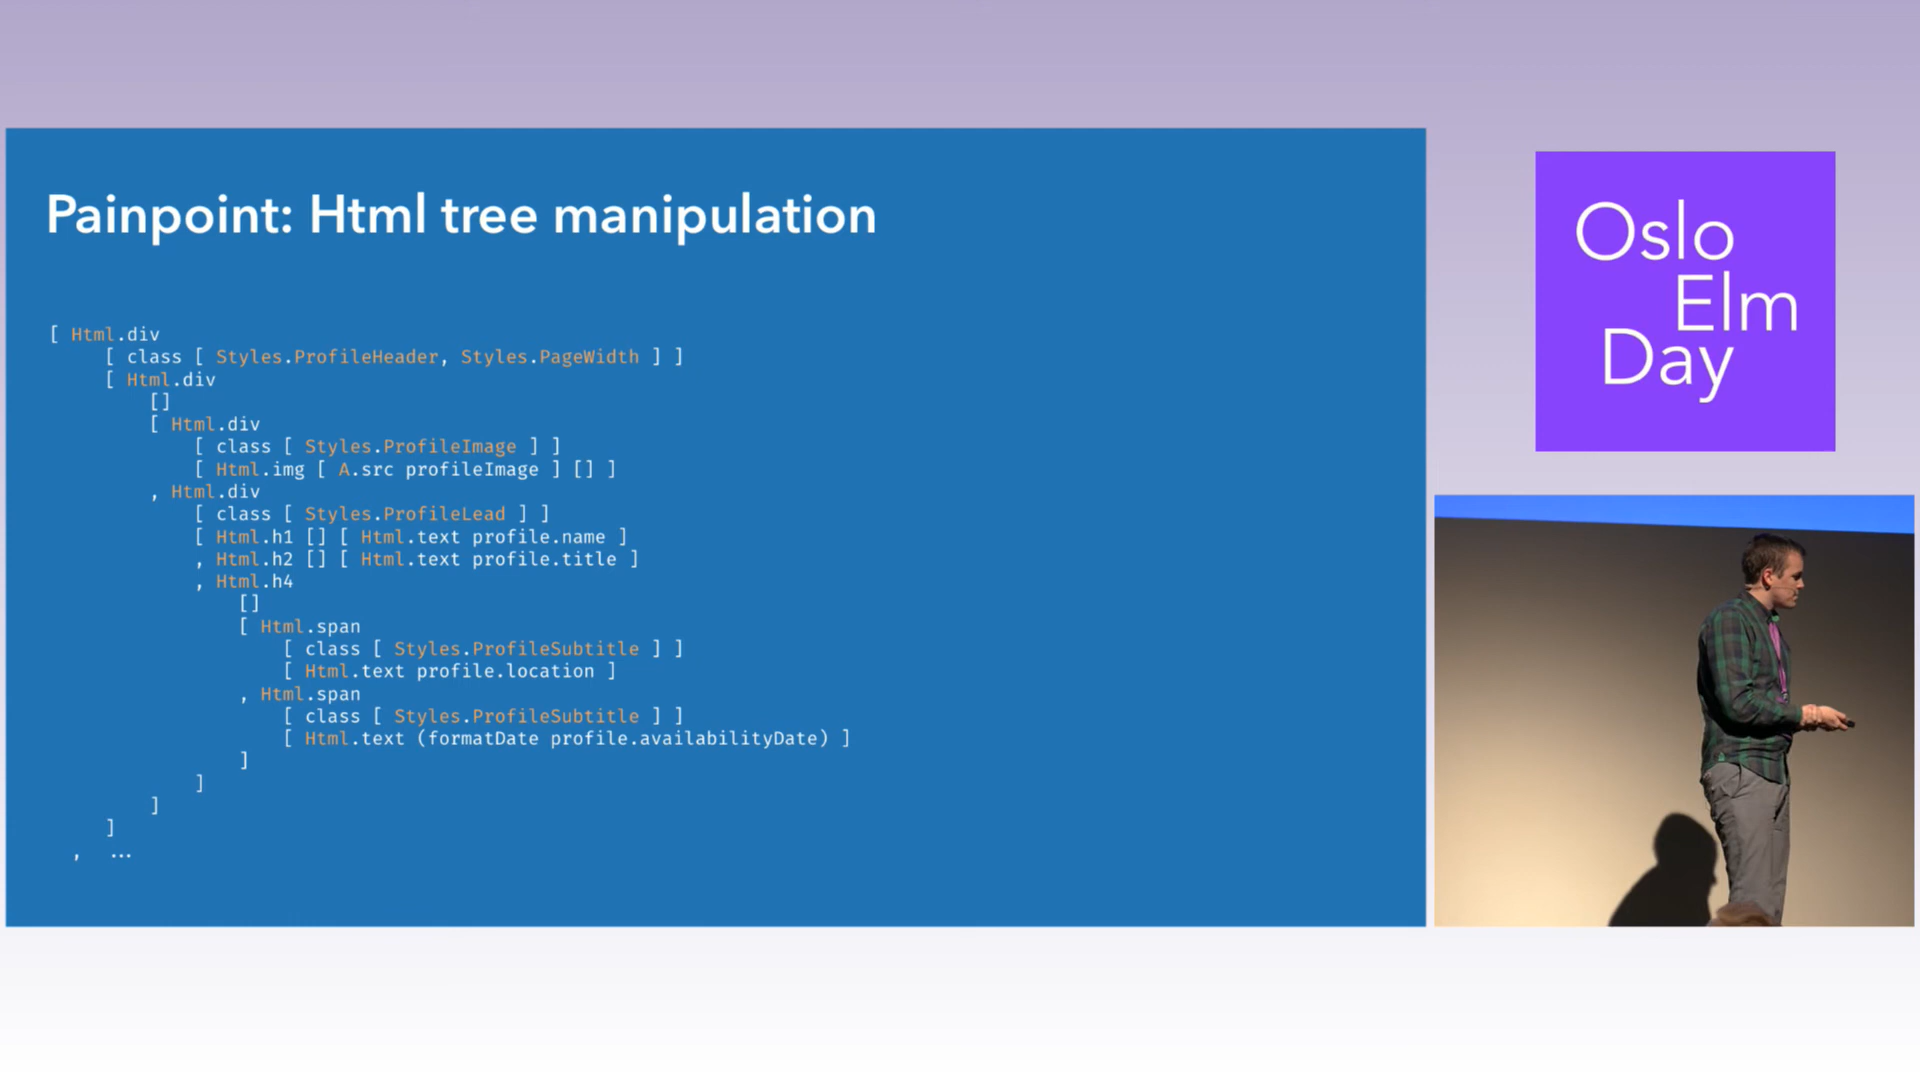 Painpoint: Html tree manipulation
[ Html.div
[ class [ Styles.ProfileHeader, Styles.PageWidth ] ]
[ Html.div
[]
[ Html.div
[ class [ Styles.ProfileImage ] ]
[ Html.img [ A.src profileImage ] [] ]
, Html.div
[ class [ Styles.ProfileLead ] ]
[ Html.h1 [] [ Html.text profile.name ]
, Html.h2 [] [ Html.text profile.title ]
, Html.h4
[]
[ Html.span
[ class [ Styles.ProfileSubtitle ] ]
[ Html.text profile.location ]
, Html.span
[ class [ Styles.ProfileSubtitle ] ]
[ Html.text (formatDate profile.availabilityDate) ]
]
]
]
]
, ...
Oslo
Elm
Day